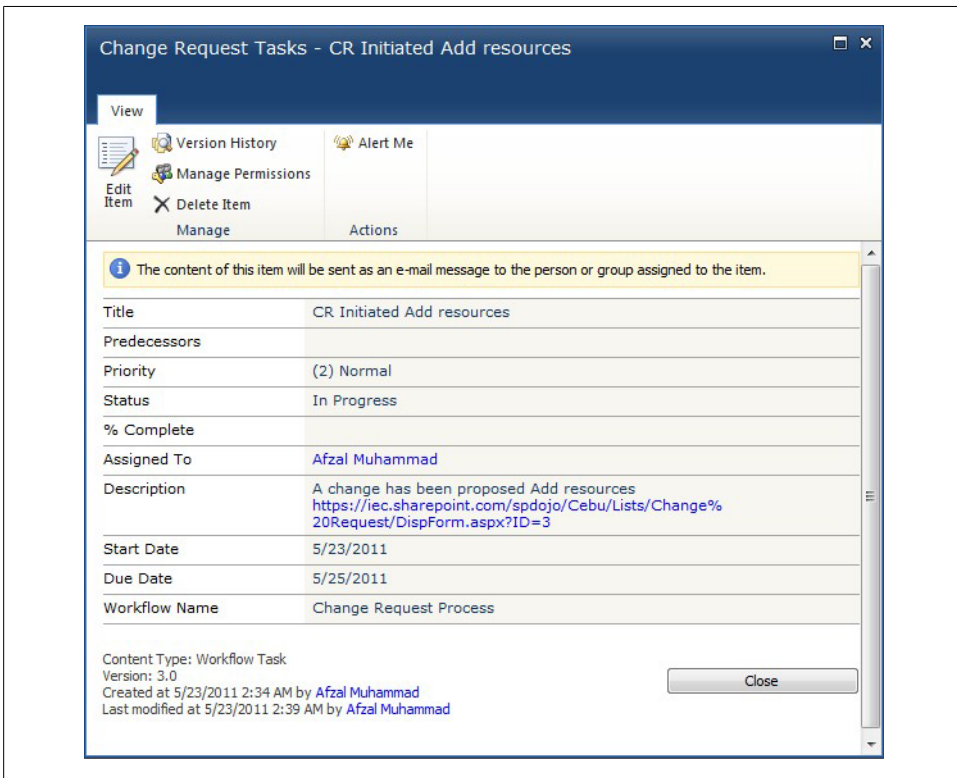 Change Request Tasks - CR Initiated Add resources
View
Edit
Item
Version History
Manage Permissions
Delete Item
Manage
Alert Me
Actions
The content of this item will be sent as an e-mail message to the person or group assigned to the item.
Title CR Initiated Add resources
Predecessors
Priority (2) Normal
Status In Progress
% Complete
Assigned To Afzal Muhammad
Description A change has been proposed Add resources
https://iec.sharepoint.com/spdojo/Cebu/Lists/Change%
20Request/DispForm.aspx?ID=3
Start Date 5/23/2011
Due Date 5/25/2011
Workflow Name Change Request Process
Content Type: Workflow Task
Version: 3.0
Created at 5/23/2011 2:34 AM by Afzal Muhammad
Last modified at 5/23/2011 2:39 AM by Afzal Muhammad
Close